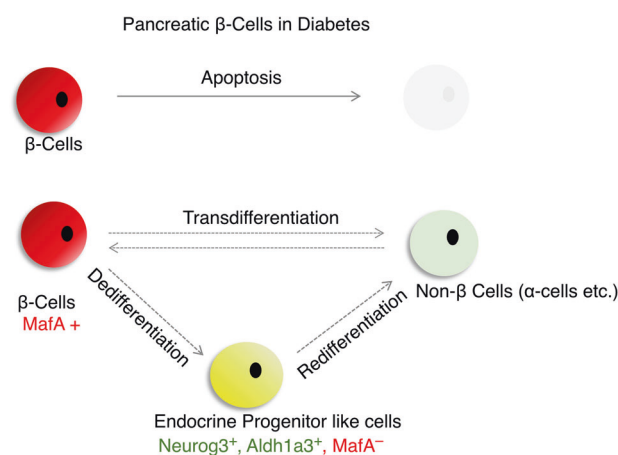 Pancreatic β-Cells in Diabetes
Apoptosis
β-Cells
Transdifferentiation
β-Cells
MafA +
Dedifferentiation
Redifferentiation
Non-β Cells (α-cells etc.)
Endocrine Progenitor like cells
Neurog3⁺, Aldh1a3⁺, MafA⁻